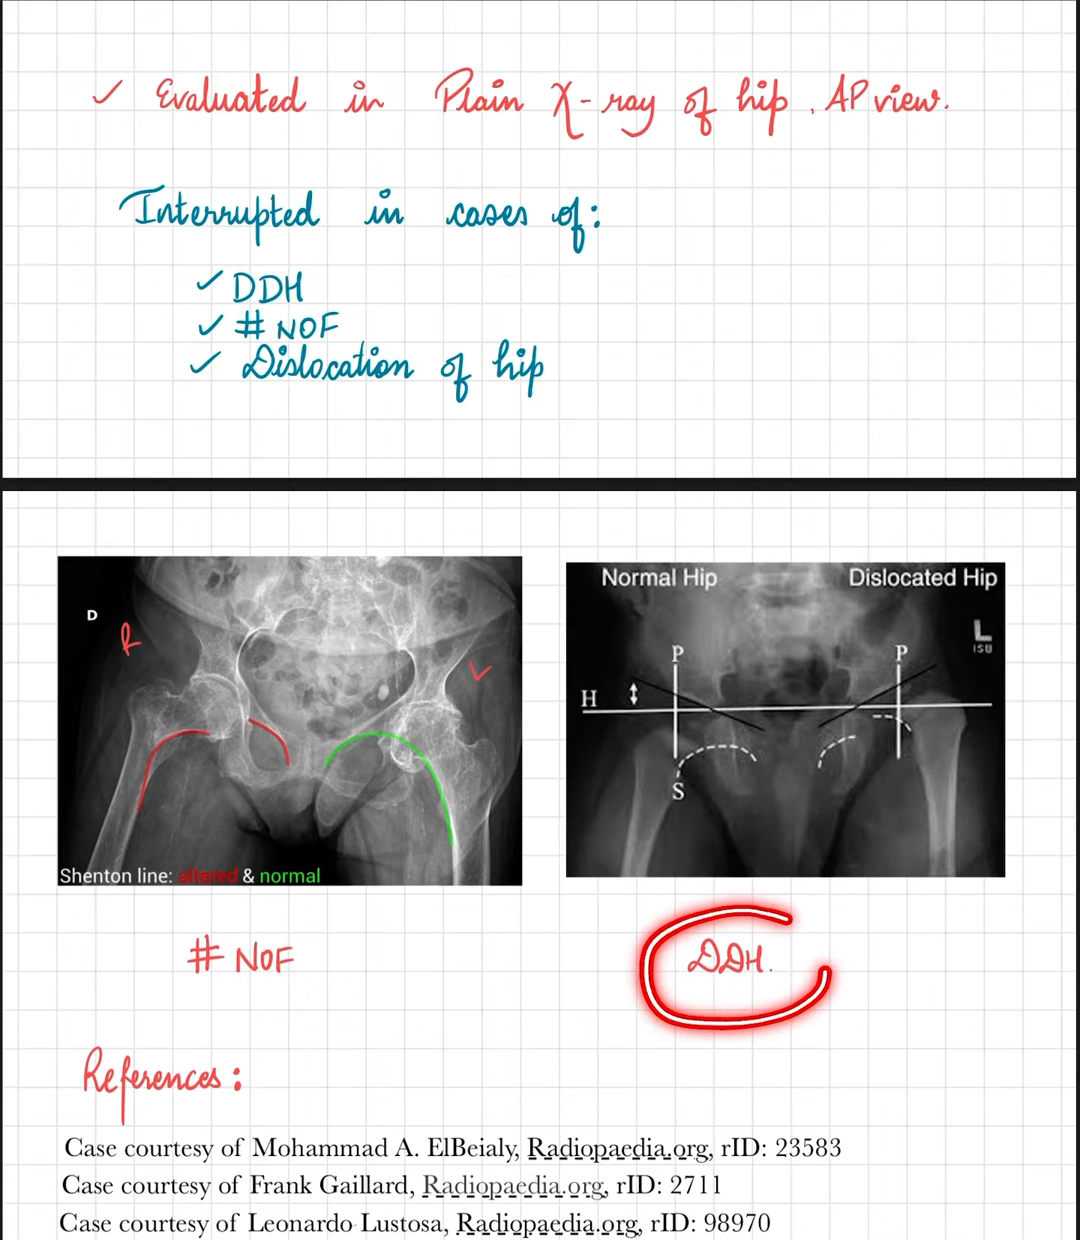 ✓ Evaluated in Plain X-ray of hip, AP view.
Interrupted in cases of:
✓ DDH
✓ # NOF
✓ Dislocation of hip
D
R
L
Shenton line: altered & normal
Normal Hip Dislocated Hip
L
ISU
P P
H
S
# NOF
DDH.
References:
Case courtesy of Mohammad A. ElBeialy, Radiopaedia.org, rID: 23583
Case courtesy of Frank Gaillard, Radiopaedia.org, rID: 2711
Case courtesy of Leonardo Lustosa, Radiopaedia.org, rID: 98970